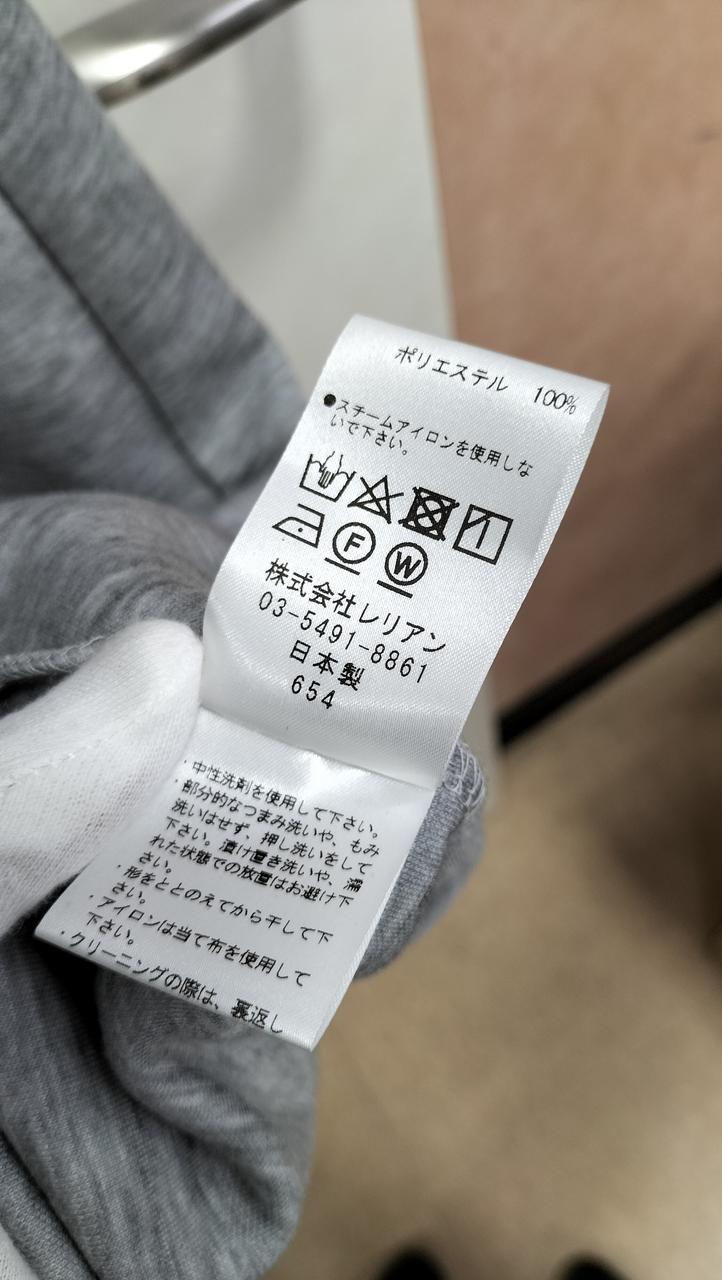 ポリエステル 100%
●スチームアイロンを使用しな
いで下さい。
F W
株式会社レリアン
03-5491-8861
日本製
654
・中性洗剤を使用して下さい。
・部分的なつまみ洗いや、もみ
洗いはせず、押し洗いをして
下さい。漬け置き洗いや、濡
れた状態での放置はお避け下
さい。
・形をととのえてから干して下
さい。
・アイロンは当て布を使用して
下さい。
・クリーニングの際は、裏返し